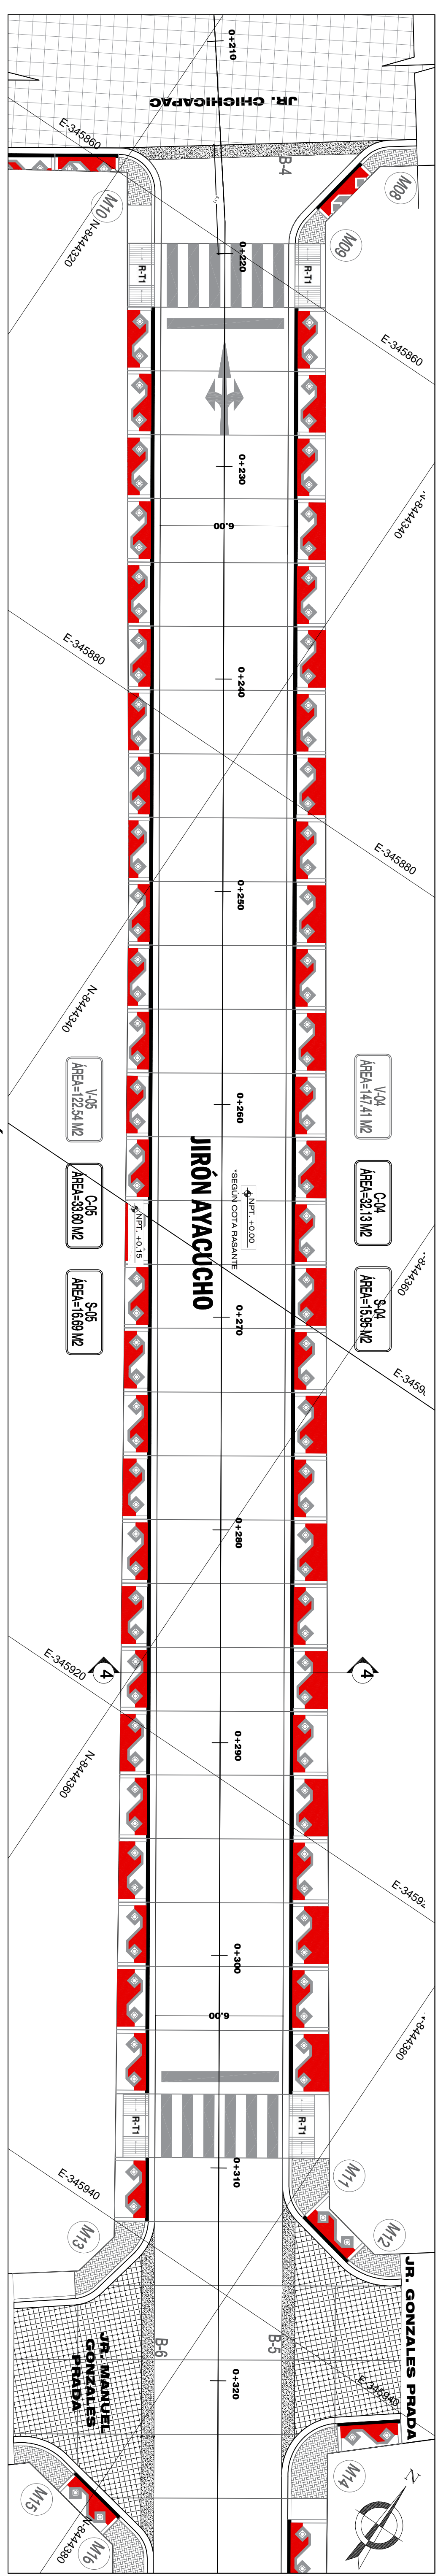 0+210
JR. CHICHICAPAC
E-345860
B-4
M08
M10
M09
N-8444320
0+220
R-T1
R-T1
E-345860
0+230
N-8444340
6.00
E-345880
0+240
E-345880
0+250
N-8444340
0+260
V-05
ÁREA=122.54 M2
V-04
ÁREA=147.41 M2
C-05
ÁREA=33.60 M2
C-04
ÁREA=32.13 M2
S-05
ÁREA=16.69 M2
S-04
ÁREA=15.95 M2
JIRÓN AYACUCHO
NPT. +0.00
*SEGÚN COTA RASANTE
NPT. +0.15
-8444360
E-3459
0+270
0+280
4
4
E-345920
0+290
N-8444360
E-3459
0+300
6.00
-8444380
R-T1
R-T1
0+310
M11
M12
E-345940
M13
JR. GONZALES PRADA
B-6
B-5
JR. MANUEL
GONZALES
PRADA
0+320
E-345940
M14
N
M15
M16
N-8444380